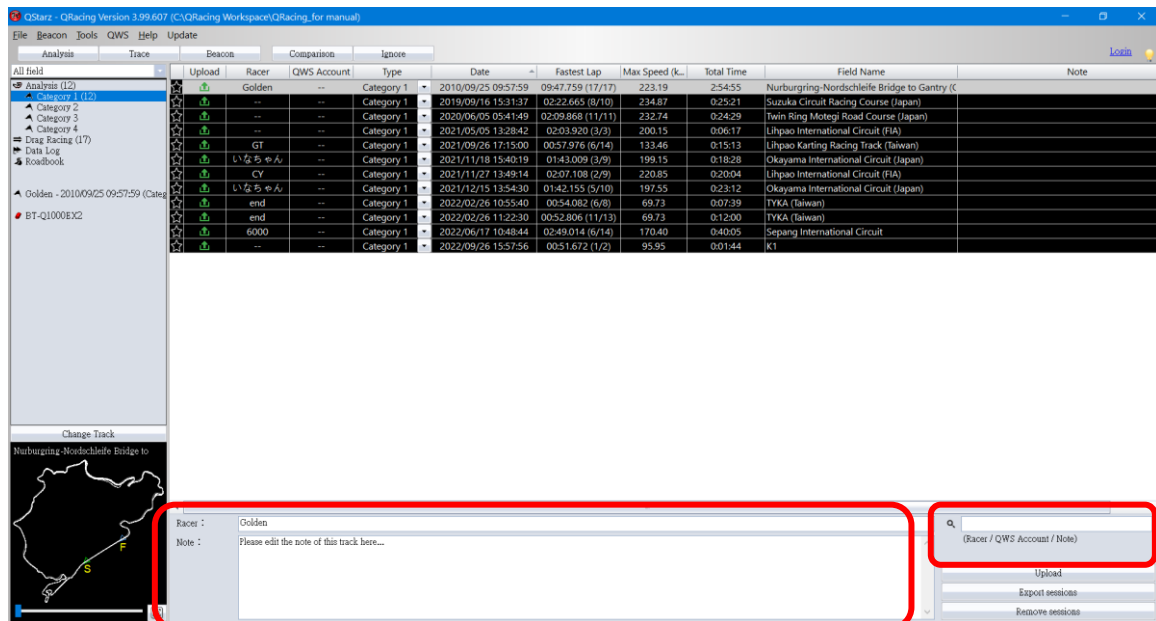 QStarz - QRacing Version 3.99.607 (C:\QRacing Workspace\QRacing_for manual)
File Beacon Tools QWS Help Update
Analysis Trace Beacon Comparison Ignore Login
All field
Analysis (12)
Category 1 (12)
Category 2
Category 3
Category 4
Drag Racing (17)
Data Log
Roadbook
Golden - 2010/09/25 09:57:59 (Categ
BT-Q1000EX2
Upload Racer QWS Account Type Date Fastest Lap Max Speed (k... Total Time Field Name Note
Golden -- Category 1 2010/09/25 09:57:59 09:47.759 (17/17) 223.19 2:54:55 Nurburgring-Nordschleife Bridge to Gantry (G
-- -- Category 1 2019/09/16 15:31:37 02:22.665 (8/10) 234.87 0:25:21 Suzuka Circuit Racing Course (Japan)
-- -- Category 1 2020/06/05 05:41:49 02:09.868 (11/11) 232.74 0:24:29 Twin Ring Motegi Road Course (Japan)
-- -- Category 1 2021/05/05 13:28:42 02:03.920 (3/3) 200.15 0:06:17 Lihpao International Circuit (FIA)
GT -- Category 1 2021/09/26 17:15:00 00:57.976 (6/14) 133.46 0:15:13 Lihpao Karting Racing Track (Taiwan)
いなちゃん -- Category 1 2021/11/18 15:40:19 01:43.009 (3/9) 199.15 0:18:28 Okayama International Circuit (Japan)
CY -- Category 1 2021/11/27 13:49:14 02:07.108 (2/9) 220.85 0:20:04 Lihpao International Circuit (FIA)
いなちゃん -- Category 1 2021/12/15 13:54:30 01:42.155 (5/10) 197.55 0:23:12 Okayama International Circuit (Japan)
end -- Category 1 2022/02/26 10:55:40 00:54.082 (6/8) 69.73 0:07:39 TYKA (Taiwan)
end -- Category 1 2022/02/26 11:22:30 00:52.806 (11/13) 69.73 0:12:00 TYKA (Taiwan)
6000 -- Category 1 2022/06/17 10:48:44 02:49.014 (6/14) 170.40 0:40:05 Sepang International Circuit
-- -- Category 1 2022/09/26 15:57:56 00:51.672 (1/2) 95.95 0:01:44 K1
Change Track
Nurburgring-Nordschleife Bridge to
F
S
Racer : Golden
Note : Please edit the note of this track here....
(Racer / QWS Account / Note)
Upload
Export sessions
Remove sessions